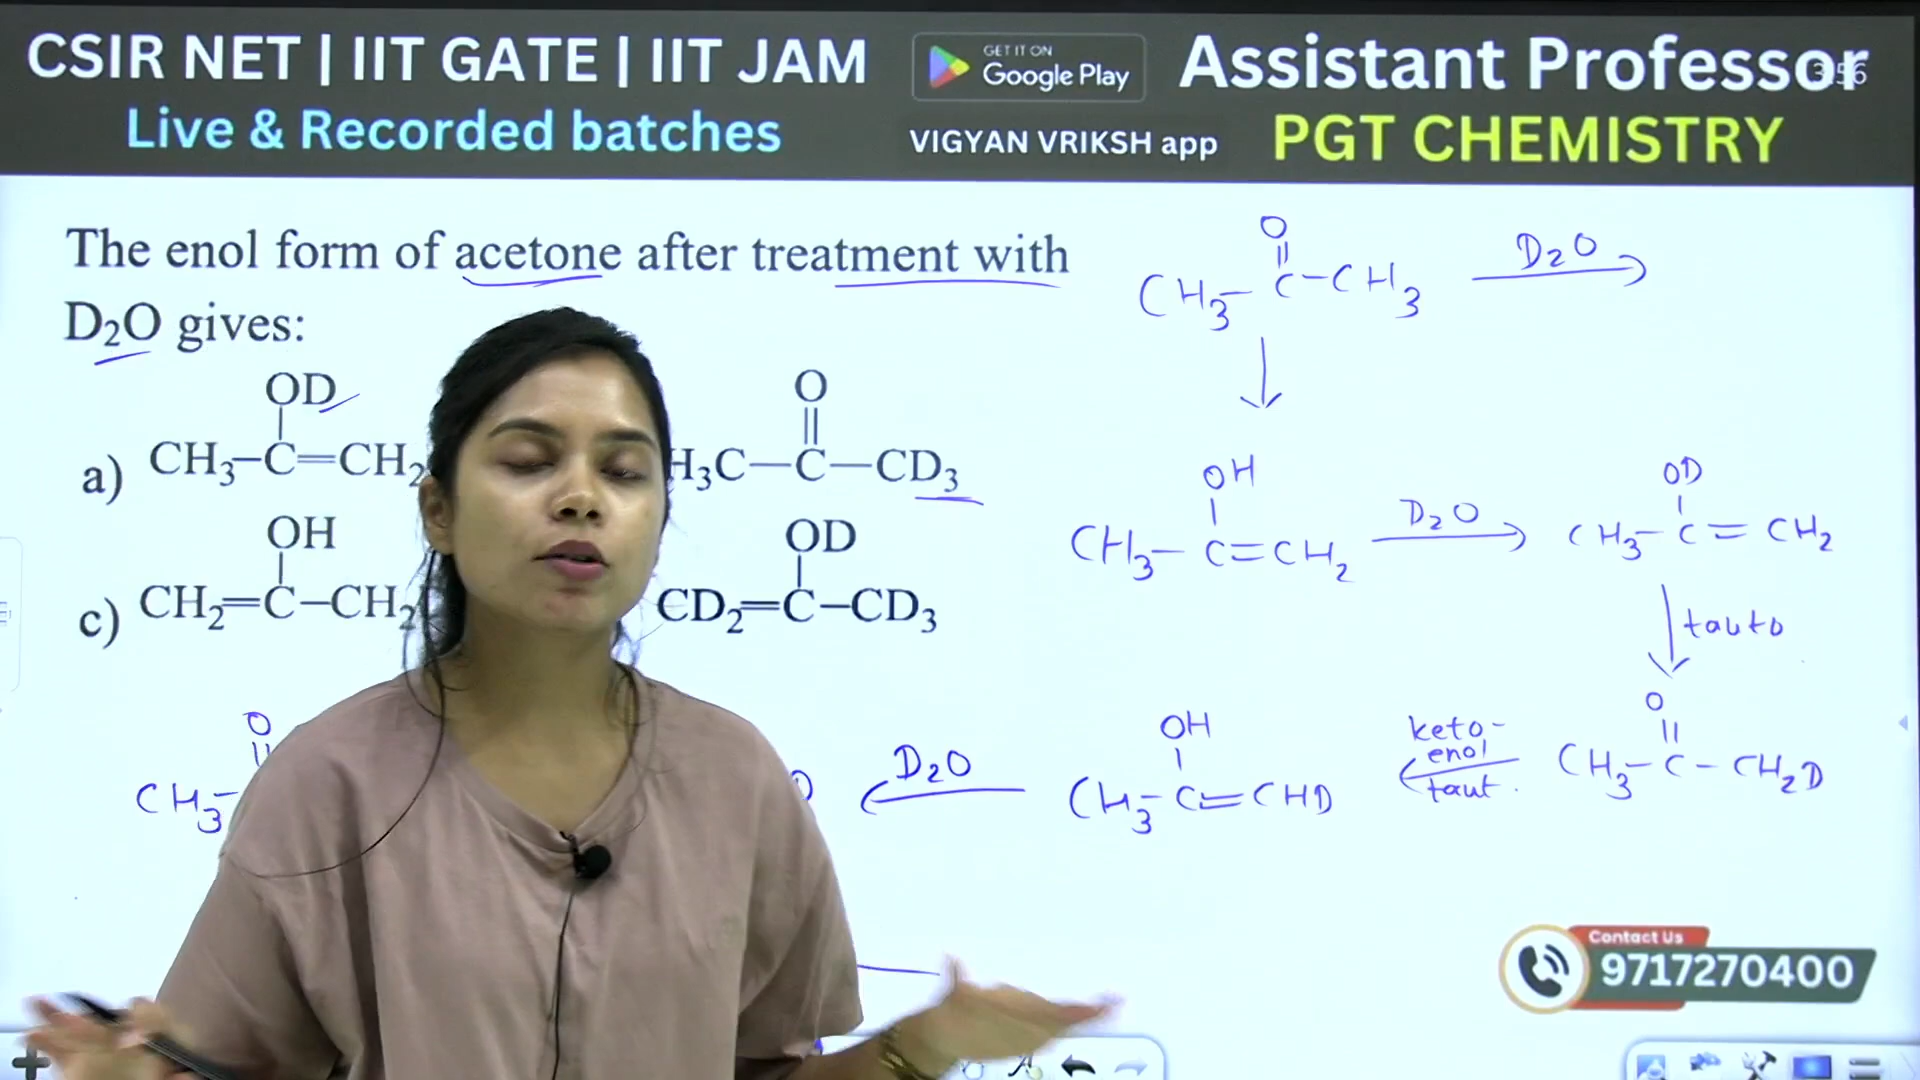 CSIR NET | IIT GATE | IIT JAM
Live & Recorded batches
GET IT ON
Google Play
VIGYAN VRIKSH app
Assistant Professor
PGT CHEMISTRY
The enol form of acetone after treatment with
D₂O gives:
OD
a) CH₃–C=CH₂
O
H₃C–C–CD₃
OH
c) CH₂=C–CH₂
OD
CD₂=C–CD₃
O
CH₃– C–CH₃ D₂O
OH
CH₃– C=CH₂ D₂O
OD
CH₃– C = CH₂
tauto
O
CH₃– C – CH₂D
keto-
enol
taut.
OH
CH₃– C=CHD
D₂O
O
CH₃–
Contact Us
9717270400